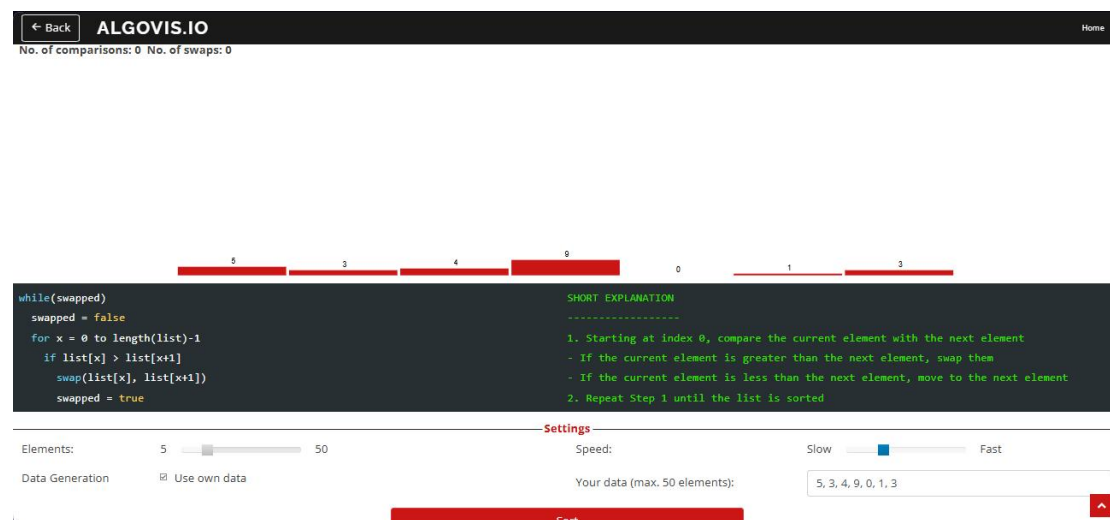 ← Back ALGOVIS.IO Home
No. of comparisons: 0 No. of swaps: 0
5 3 4 9 0 1 3
while(swapped)
swapped = false
for x = 0 to length(list)-1
if list[x] > list[x+1]
swap(list[x], list[x+1])
swapped = true
SHORT EXPLANATION
------------------
1. Starting at index 0, compare the current element with the next element
- If the current element is greater than the next element, swap them
- If the current element is less than the next element, move to the next element
2. Repeat Step 1 until the list is sorted
Settings
Elements: 5 50
Speed: Slow Fast
Data Generation Use own data
Your data (max. 50 elements): 5, 3, 4, 9, 0, 1, 3
Sort